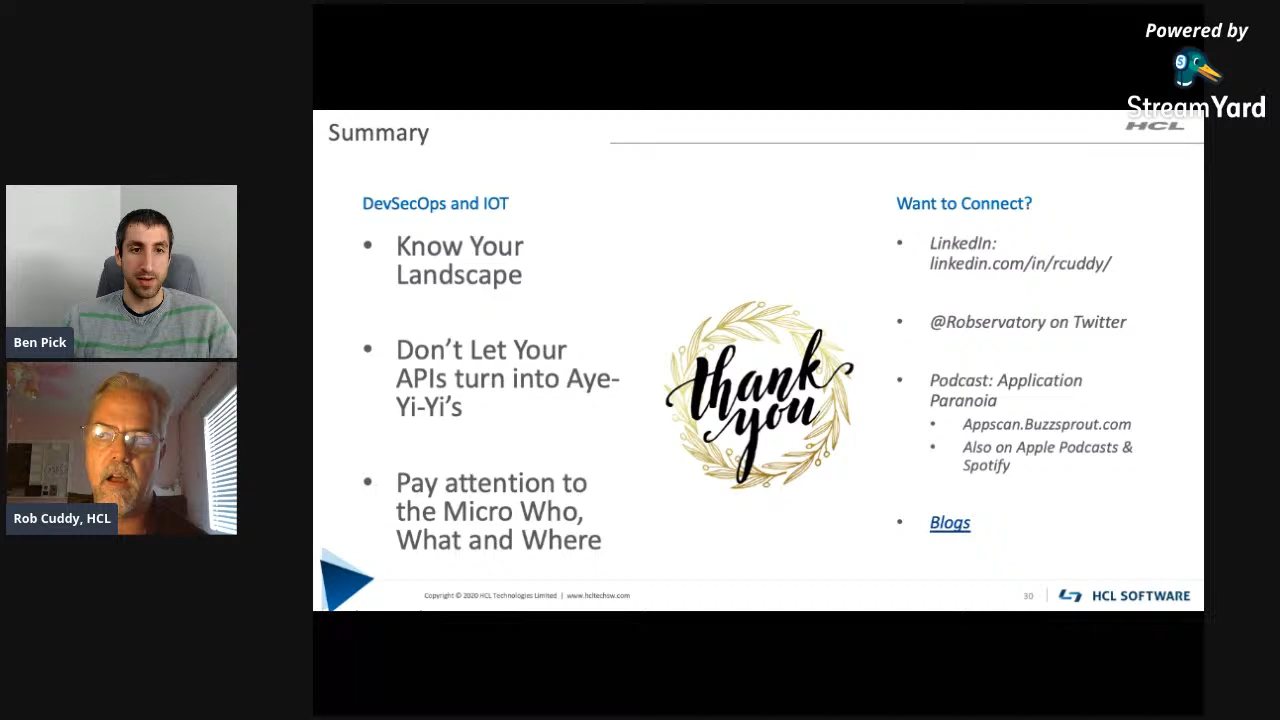 Powered by
StreamYard
Summary
HCL
DevSecOps and IOT
• Know Your
Landscape
• Don’t Let Your
APIs turn into Aye-
Yi-Yi’s
• Pay attention to
the Micro Who,
What and Where
thank
you
Want to Connect?
• LinkedIn:
linkedin.com/in/rcuddy/
• @Robservatory on Twitter
• Podcast: Application
Paranoia
• Appscan.Buzzsprout.com
• Also on Apple Podcasts &
Spotify
• Blogs
Ben Pick
Rob Cuddy, HCL
Copyright © 2020 HCL Technologies Limited | www.hcltechsw.com
30
HCL SOFTWARE